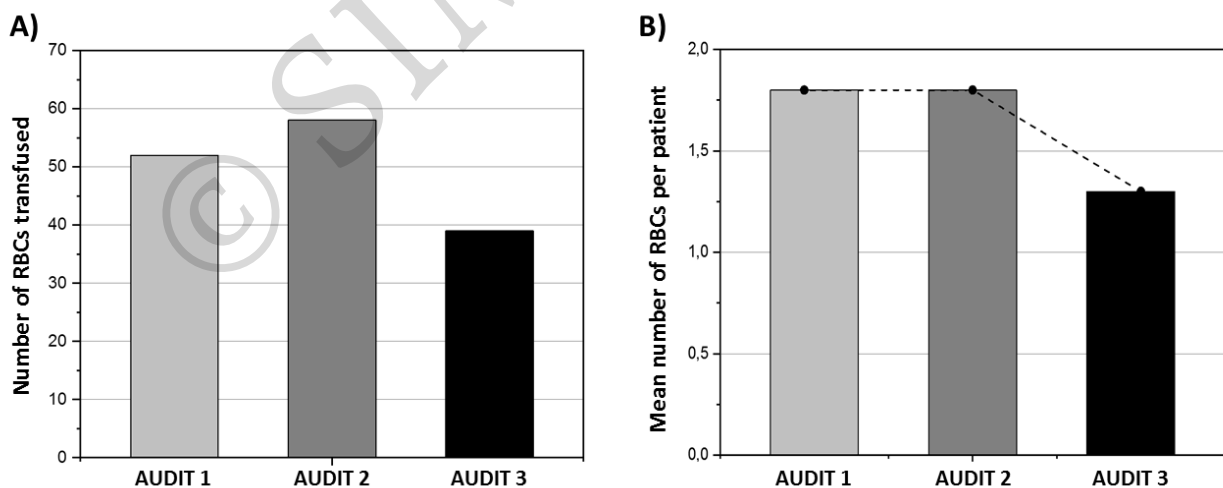 A)
Number of RBCs transfused
70
60
50
40
30
20
10
0
AUDIT 1 AUDIT 2 AUDIT 3
B)
Mean number of RBCs per patient
2,0
1,5
1,0
0,5
0,0
AUDIT 1 AUDIT 2 AUDIT 3